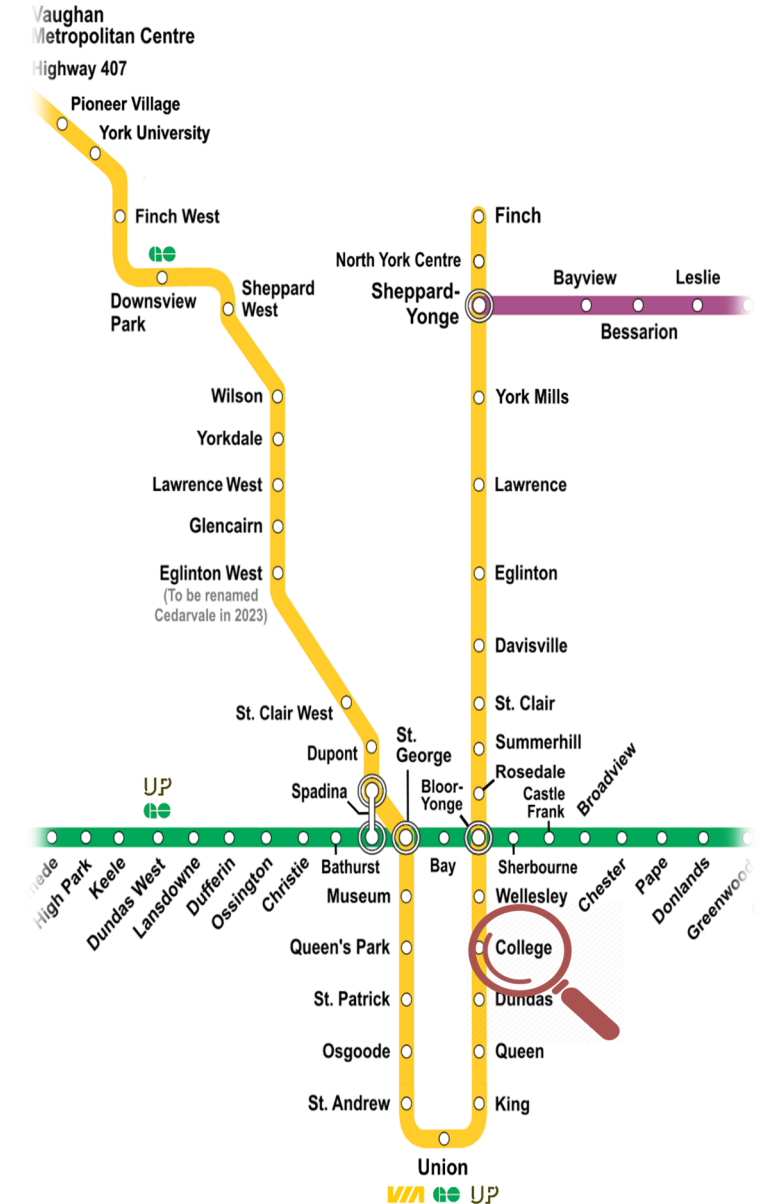 Vaughan
Metropolitan Centre
Highway 407
Pioneer Village
York University
Finch West
GO
Downsview
Park
Sheppard
West
Wilson
Yorkdale
Lawrence West
Glencairn
Eglinton West
(To be renamed
Cedarvale in 2023)
St. Clair West
Dupont
Spadina
St.
George
Finch
North York Centre
Sheppard-
Yonge
Bayview
Bessarion
Leslie
York Mills
Lawrence
Eglinton
Davisville
St. Clair
Summerhill
Rosedale
Bloor-
Yonge
Castle
Frank
Broadview
UP
GO
High Park
Keele
Dundas West
Lansdowne
Dufferin
Ossington
Christie
Bathurst
Bay
Sherbourne
Chester
Pape
Donlands
Greenwood
Museum
Queen's Park
St. Patrick
Osgoode
St. Andrew
Wellesley
College
Dundas
Queen
King
Union
VIA GO UP